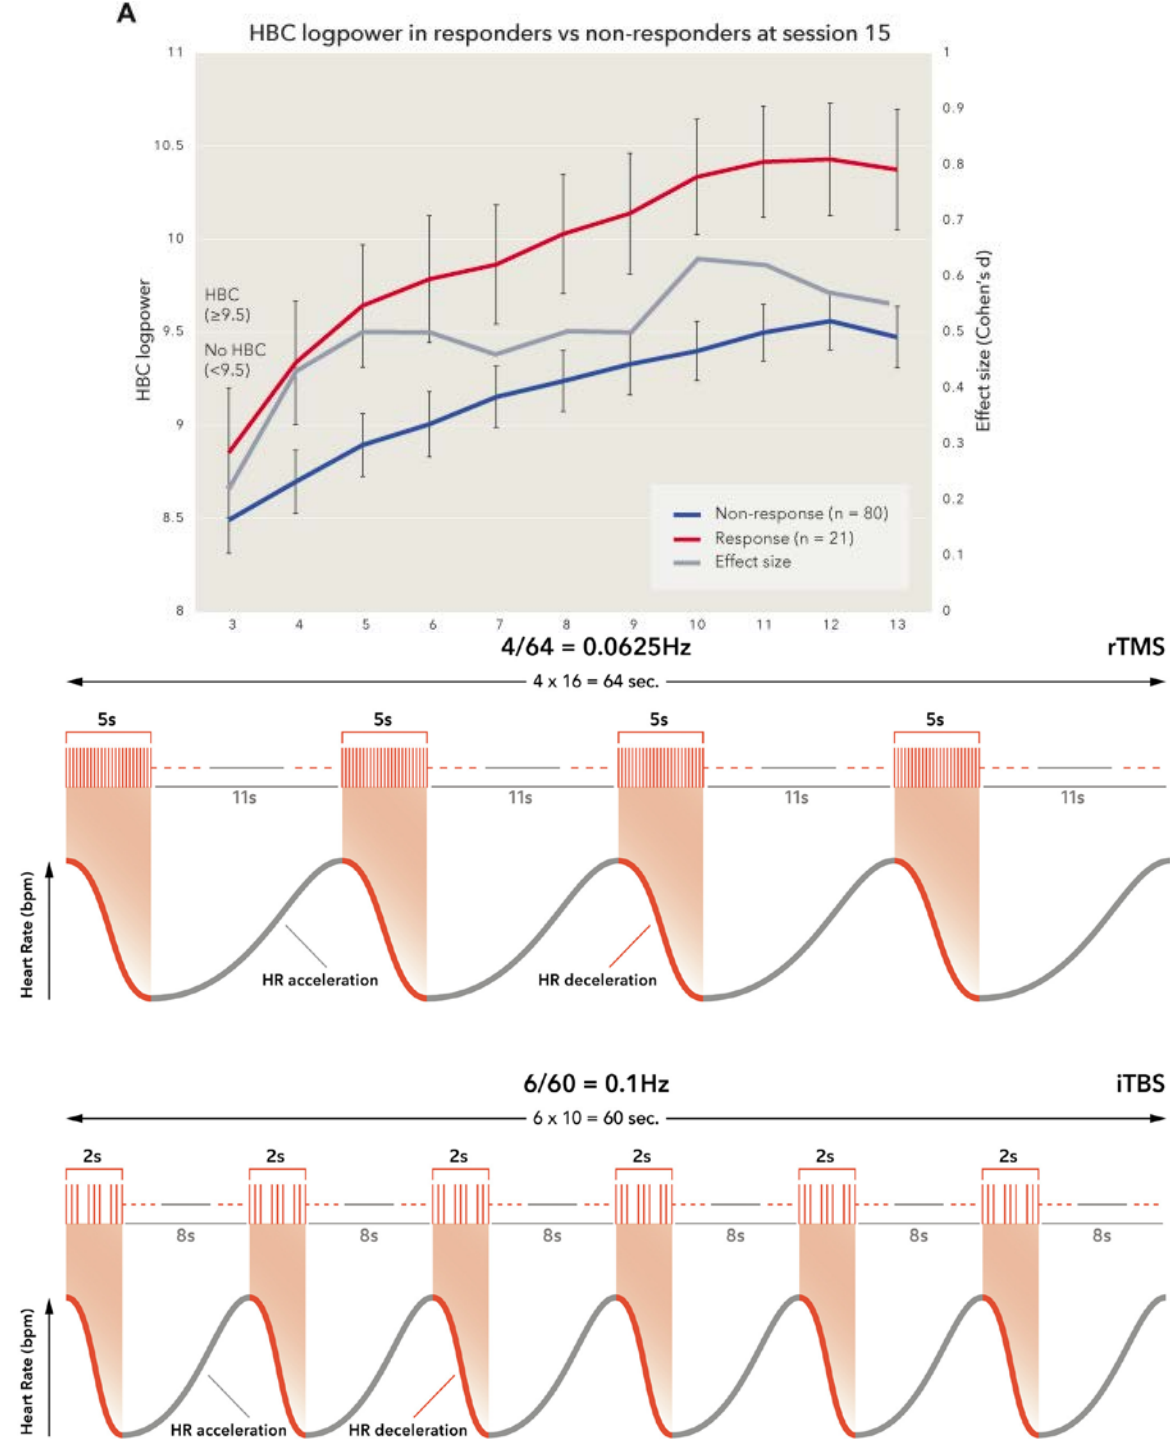 A
HBC logpower in responders vs non-responders at session 15
11
10.5
10
9.5
9
8.5
8
HBC logpower
HBC
(≥9.5)
No HBC
(<9.5)
1
0.9
0.8
0.7
0.6
0.5
0.4
0.3
0.2
0.1
0
Effect size (Cohen's d)
Non-response (n = 80)
Response (n = 21)
Effect size
3 4 5 6 7 8 9 10 11 12 13
4/64 = 0.0625Hz rTMS
4 x 16 = 64 sec.
5s 5s 5s 5s
11s 11s 11s 11s
Heart Rate (bpm)
HR acceleration HR deceleration
6/60 = 0.1Hz iTBS
6 x 10 = 60 sec.
2s 2s 2s 2s 2s 2s
8s 8s 8s 8s 8s 8s
Heart Rate (bpm)
HR acceleration HR deceleration